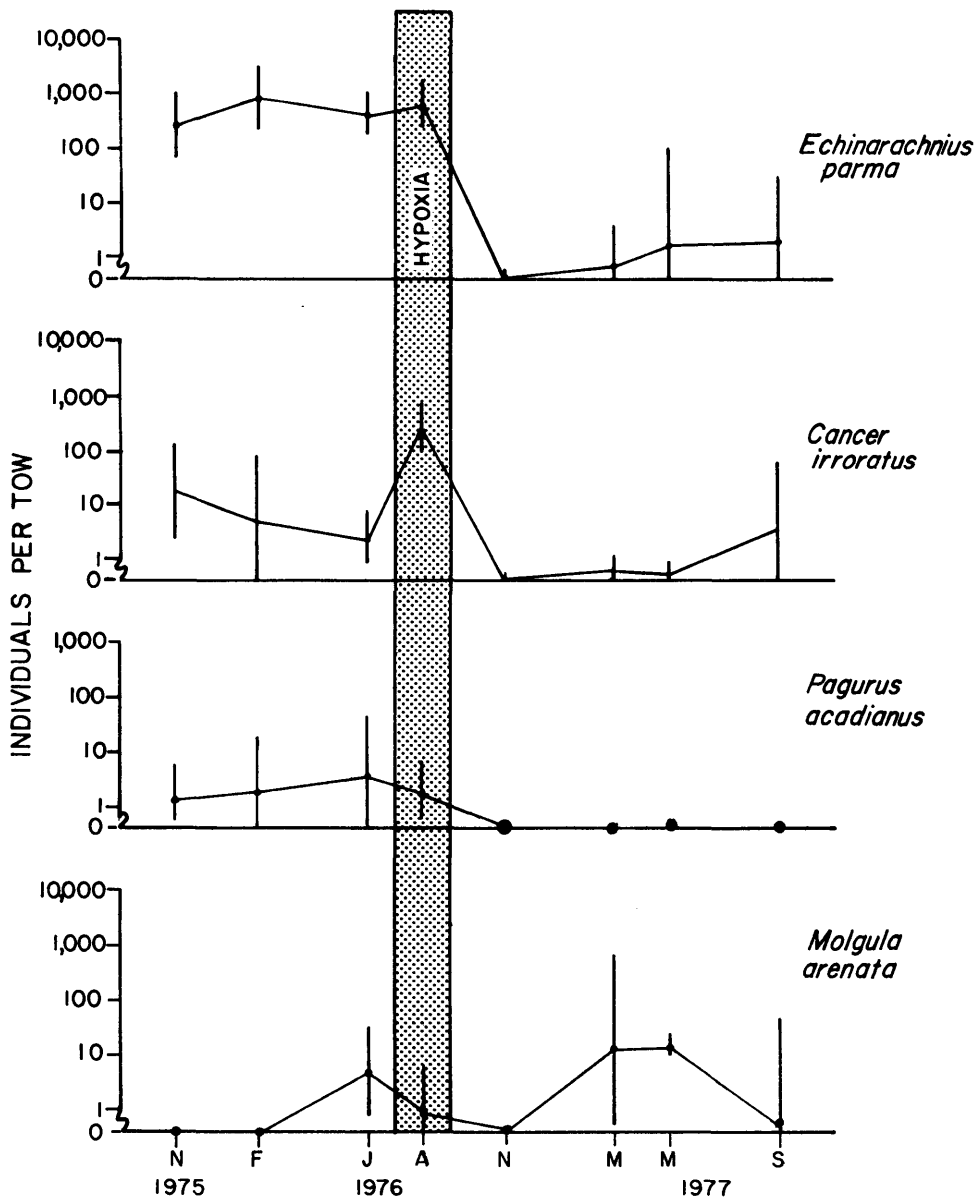 INDIVIDUALS PER TOW
10,000
1,000
100
10
1
0
HYPOXIA
Echinarachnius
parma
10,000
1,000
100
10
1
0
Cancer
irroratus
1,000
100
10
1
0
Pagurus
acadianus
10,000
1,000
100
10
1
0
Molgula
arenata
N F J A N M M S
1975 1976 1977